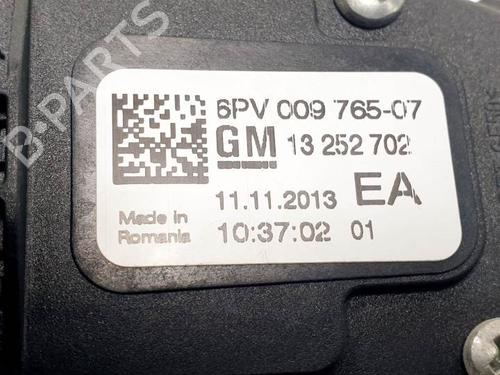 B-PARTS
6PV 009 765-07
GM 13 252 702
11.11.2013 EA
Made in
Romania
10:37:02 01